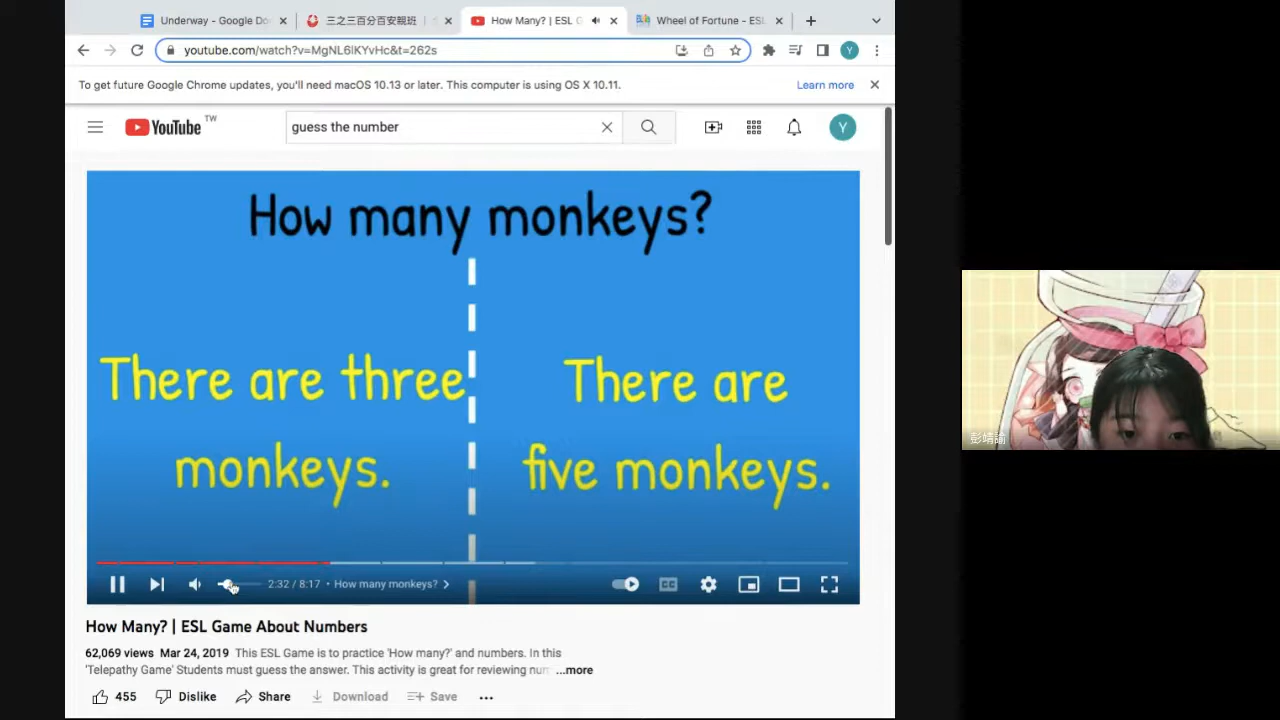 Underway - Google Do
三之三百分百安親班
How Many? | ESL G
Wheel of Fortune - ESL
youtube.com/watch?v=MgNL6lKYvHc&t=262s
To get future Google Chrome updates, you'll need macOS 10.13 or later. This computer is using OS X 10.11.
Learn more
YouTube TW
guess the number
Y
Y
How many monkeys?
There are three
monkeys.
There are
five monkeys.
2:32 / 8:17 • How many monkeys?
CC
How Many? | ESL Game About Numbers
62,069 views Mar 24, 2019 This ESL Game is to practice 'How many?' and numbers. In this
'Telepathy Game' Students must guess the answer. This activity is great for reviewing num ...more
455
Dislike
Share
Download
Save
彭靖諭